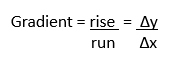 Gradient = rise = Δy
run Δx